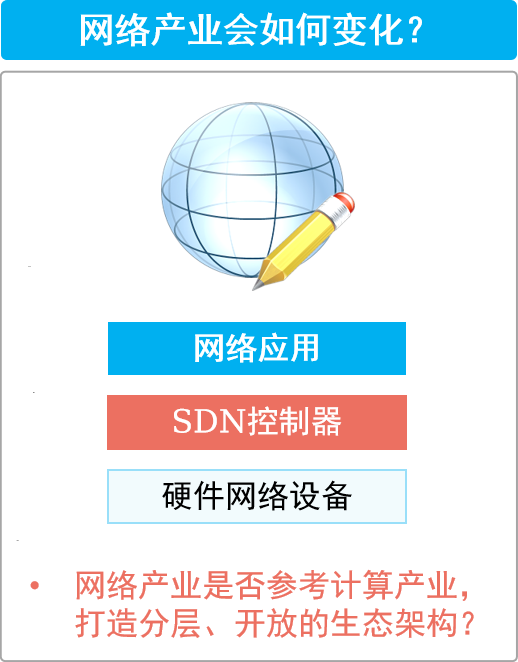 网络产业会如何变化？
网络应用
SDN控制器
硬件网络设备
• 网络产业是否参考计算产业，
打造分层、开放的生态架构？